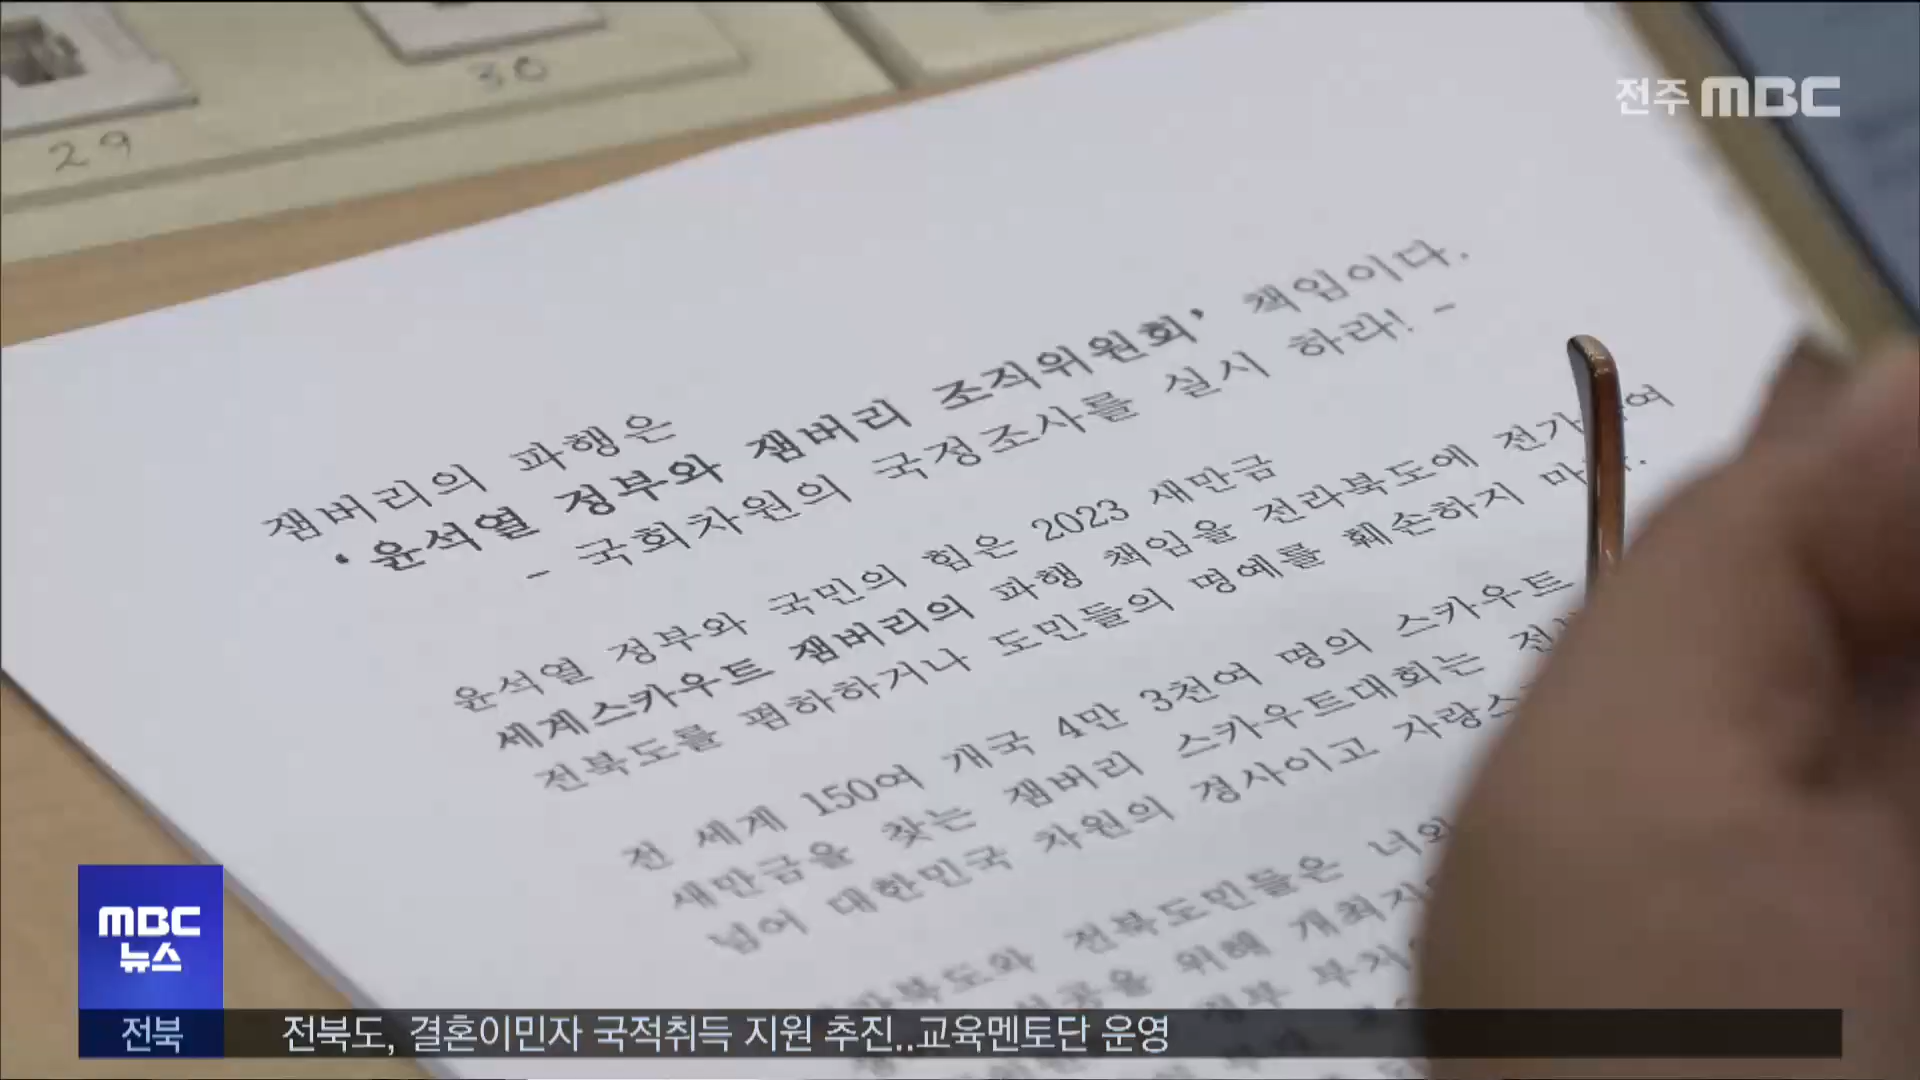 29
30
전주 MBC
잼버리의 파행은
‘윤석열 정부와 잼버리 조직위원회’ 책임이다.
- 국회차원의 국정조사를 실시 하라! -
윤석열 정부와 국민의 힘은 2023 새만금
세계스카우트 잼버리의 파행 책임을 전라북도에 여
전북도를 폄하하거나 도민들의 명예를 훼손하지
전 세계 150여 개국 4만 3천여 명의 스카우트
새만금을 찾는 잼버리 스카우트대회는
넘어 대한민국 차원의 경사이고
전북도민들은
위해
MBC
뉴스
전북
전북도, 결혼이민자 국적취득 지원 추진..교육멘토단 운영